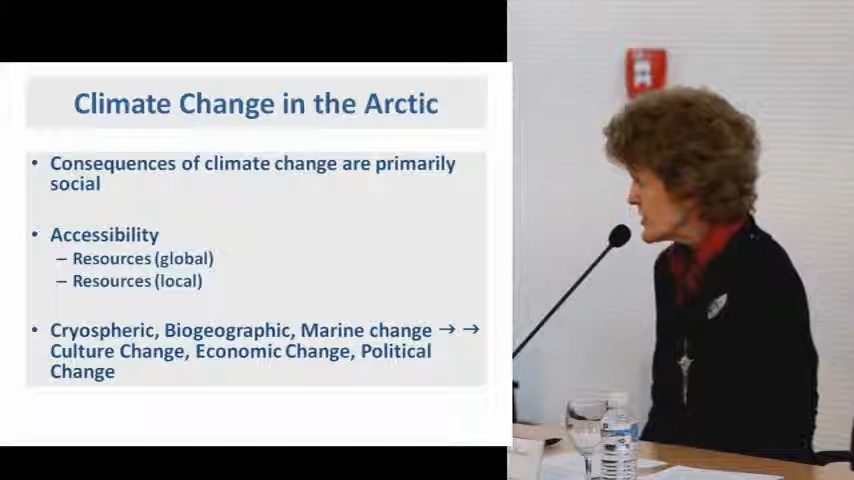 Climate Change in the Arctic
• Consequences of climate change are primarily
social
• Accessibility
– Resources (global)
– Resources (local)
• Cryospheric, Biogeographic, Marine change → →
Culture Change, Economic Change, Political
Change